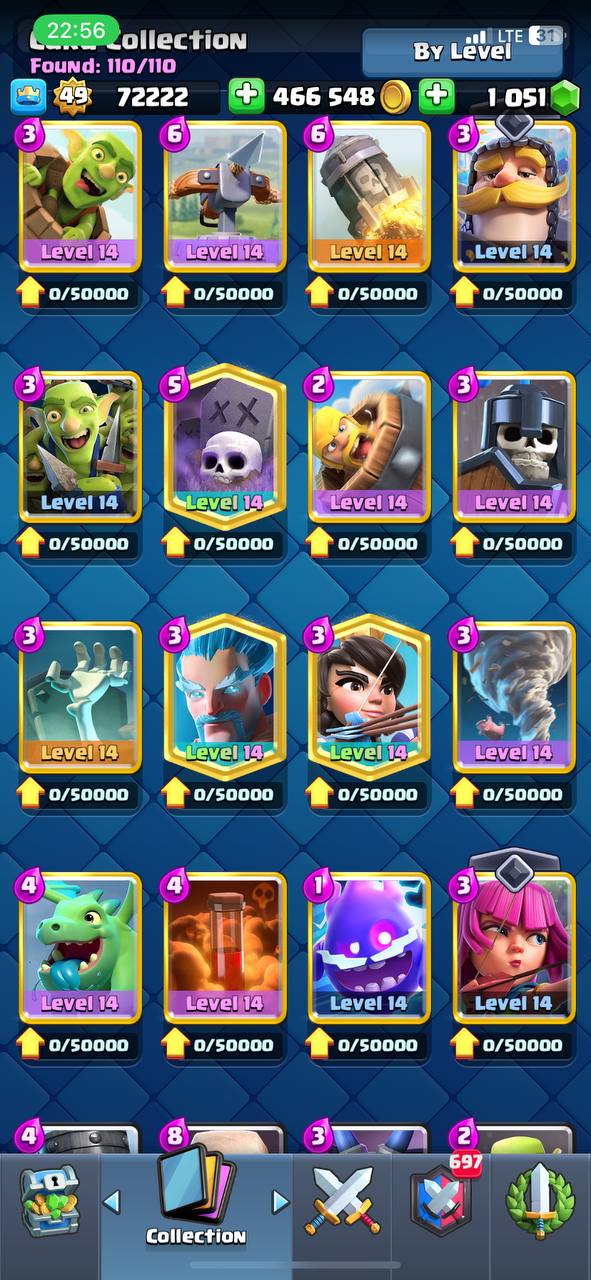 22:56
LTE 31
Card Collection
By Level
Found: 110/110
49 72222 466 548 1 051
3 6 6 3
Level 14 Level 14 Level 14 Level 14
0/50000 0/50000 0/50000 0/50000
3 5 2 3
Level 14 Level 14 Level 14 Level 14
0/50000 0/50000 0/50000 0/50000
3 3 3 3
Level 14 Level 14 Level 14 Level 14
0/50000 0/50000 0/50000 0/50000
4 4 1 3
Level 14 Level 14 Level 14 Level 14
0/50000 0/50000 0/50000 0/50000
4 8 3 2
697
Collection